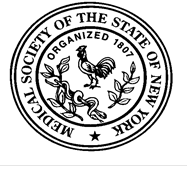 MEDICAL SOCIETY OF THE STATE OF NEW YORK
ORGANIZED 1807